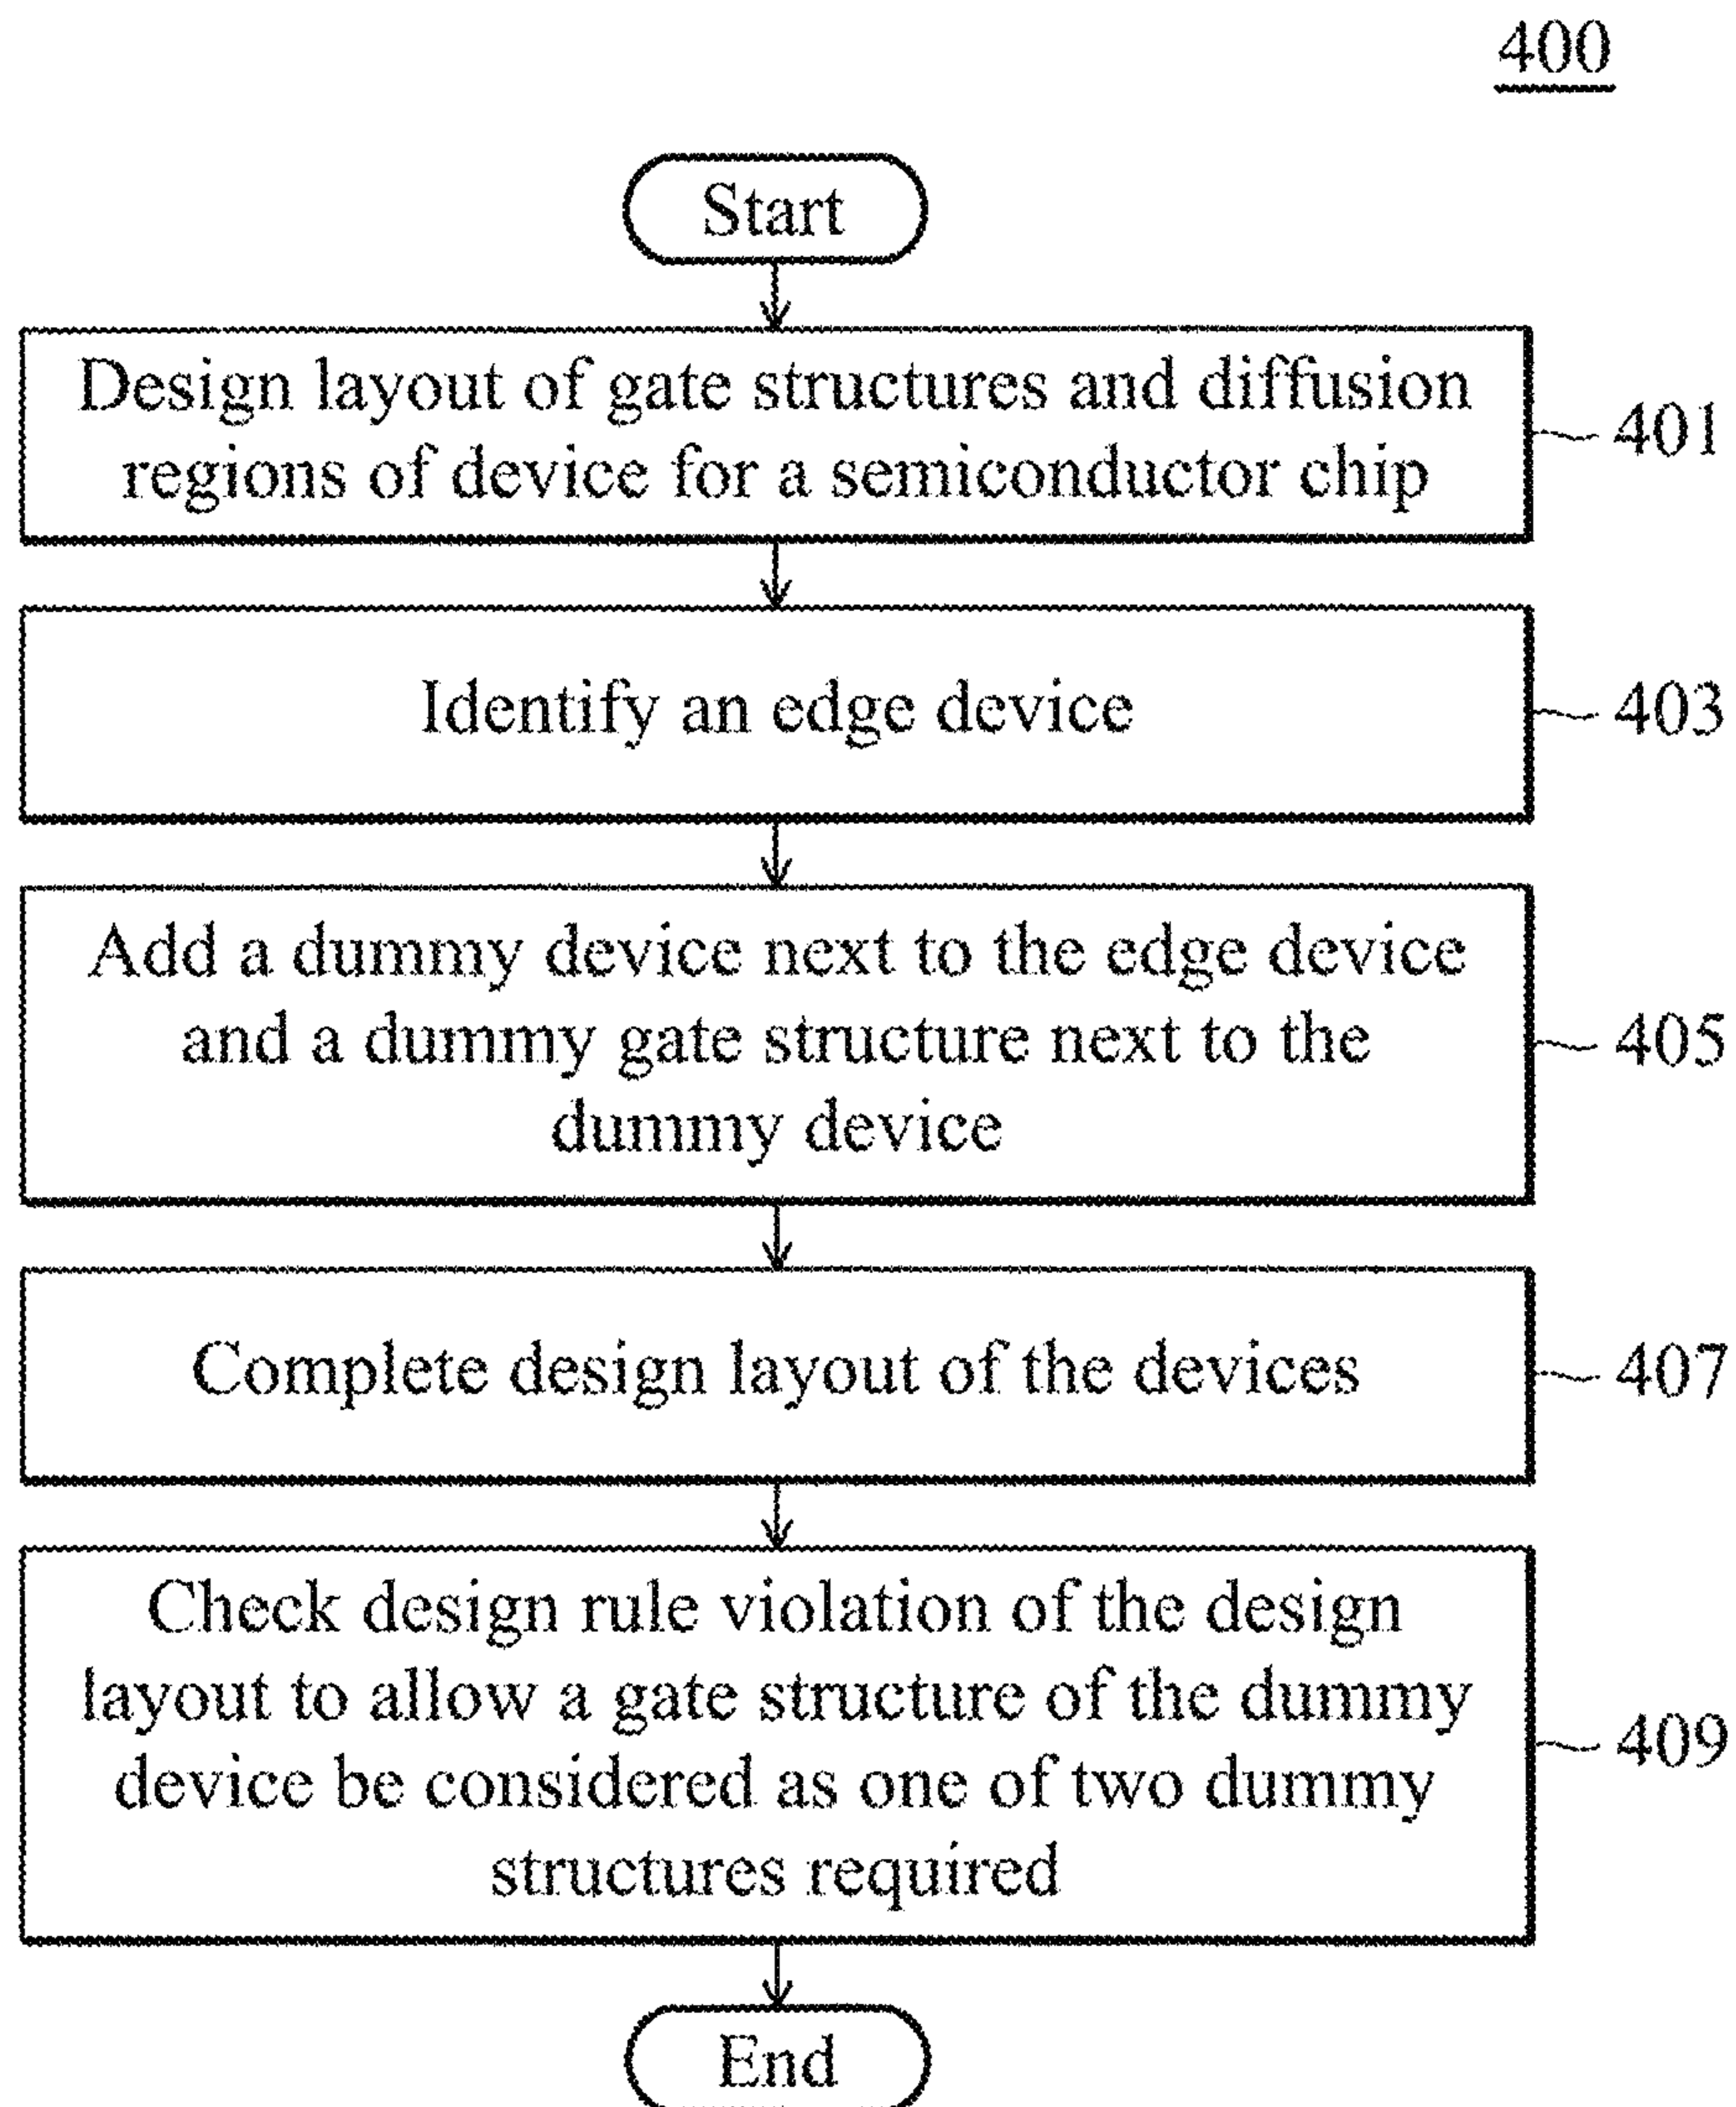 400
Start
Design layout of gate structures and diffusion
regions of device for a semiconductor chip
401
Identify an edge device
403
Add a dummy device next to the edge device
and a dummy gate structure next to the
dummy device
405
Complete design layout of the devices
407
Check design rule violation of the design
layout to allow a gate structure of the dummy
device be considered as one of two dummy
structures required
409
End